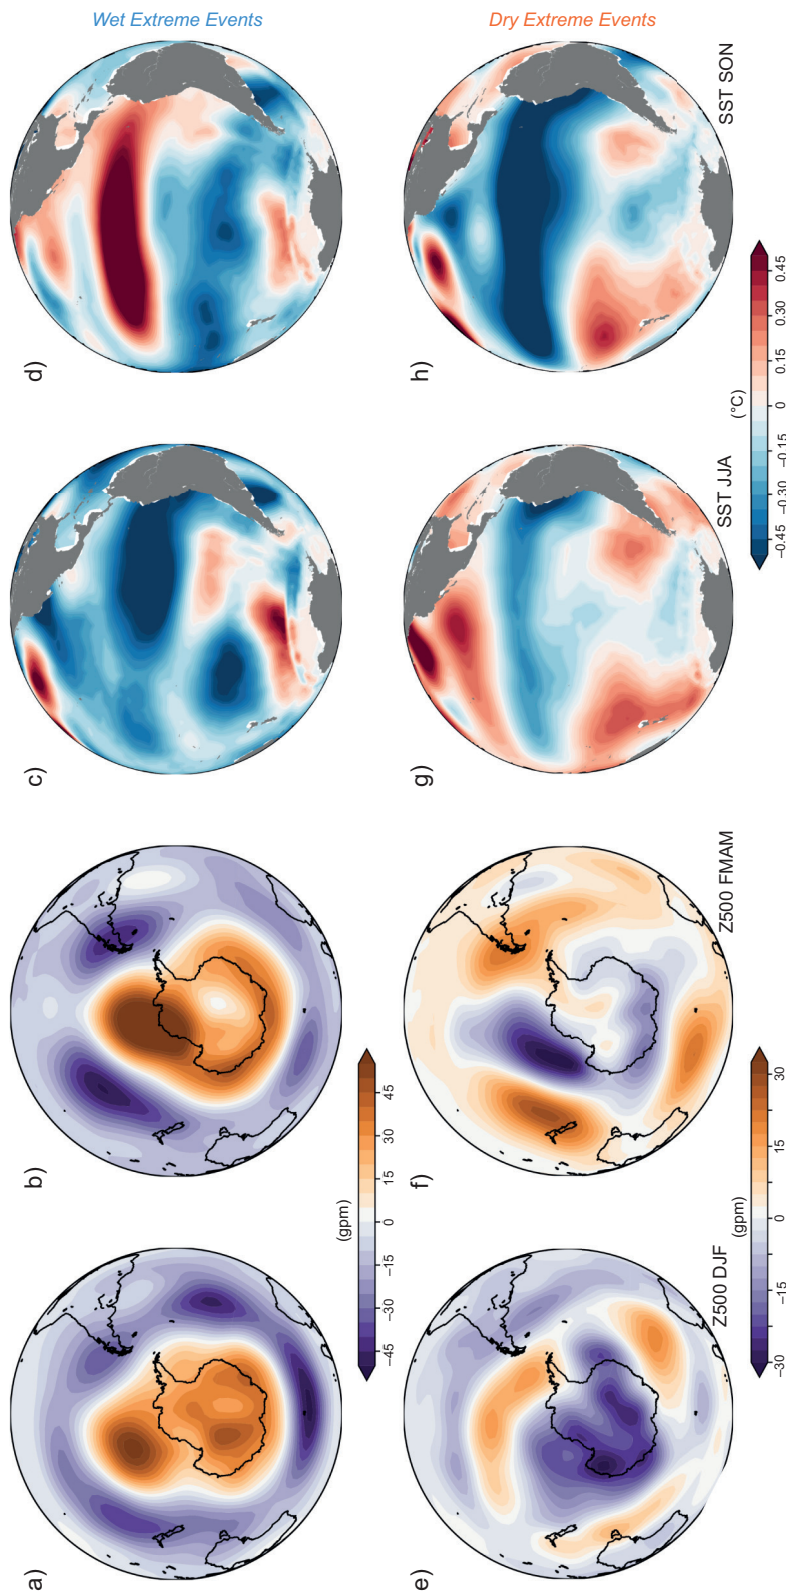 Wet Extreme Events
Dry Extreme Events
a)
b)
c)
d)
−45
−30
−15
0
15
30
45
(gpm)
e)
f)
g)
h)
Z500 DJF
Z500 FMAM
SST JJA
SST SON
(gpm)
−30
−15
0
15
30
(°C)
−0.45
−0.30
−0.15
0
0.15
0.30
0.45